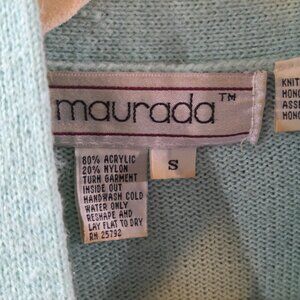 maurada™
S
80% ACRYLIC
20% NYLON
TURN GARMENT
INSIDE OUT
HANDWASH COLD
WATER ONLY
RESHAPE AND
LAY FLAT TO DRY
RN 25792
KNIT
HONG
ASSE
HONG